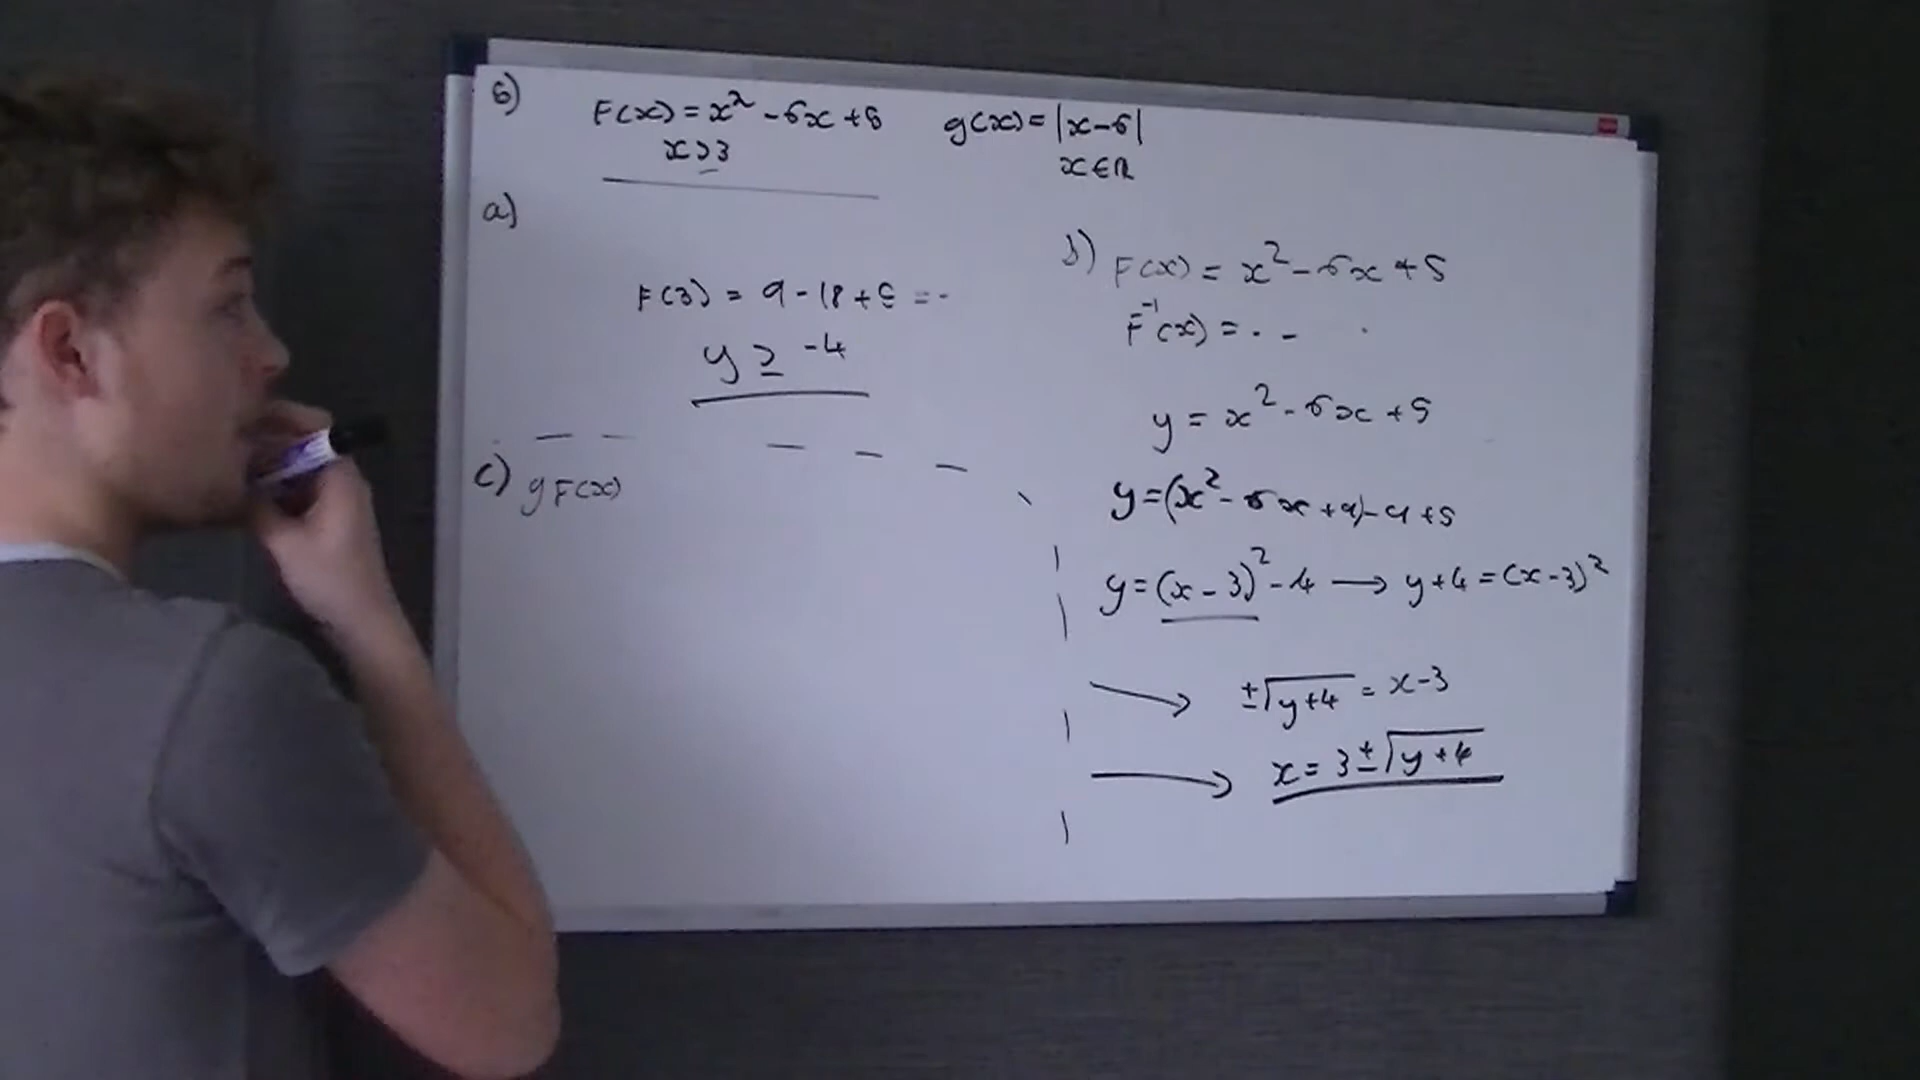 6) F(x) = x² - 6x + 5   g(x) = |x - 6|
x ≥ 3   x ∈ ℝ
a)
F(3) = 9 - 18 + 5 = -
y ≥ -4
c) gF(x)
b) F(x) = x² - 6x + 5
F⁻¹(x) = . -
y = x² - 6x + 5
y = (x² - 6x + 9) - 9 + 5
y = (x - 3)² - 4 → y + 4 = (x - 3)²
→ ±√(y + 4) = x - 3
→ x = 3 ± √(y + 4)